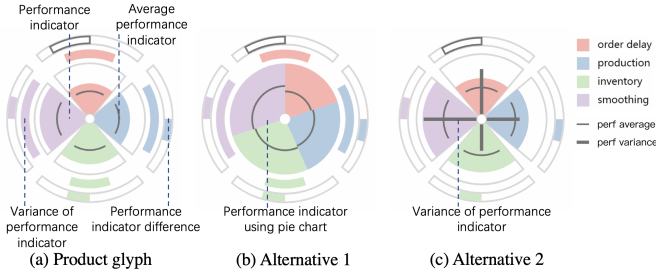 Performance
indicator
Average
performance
indicator
order delay
production
inventory
smoothing
perf average
perf variance
Variance of
performance
indicator
Performance
indicator difference
Performance indicator
using pie chart
Variance of performance
indicator
(a) Product glyph
(b) Alternative 1
(c) Alternative 2